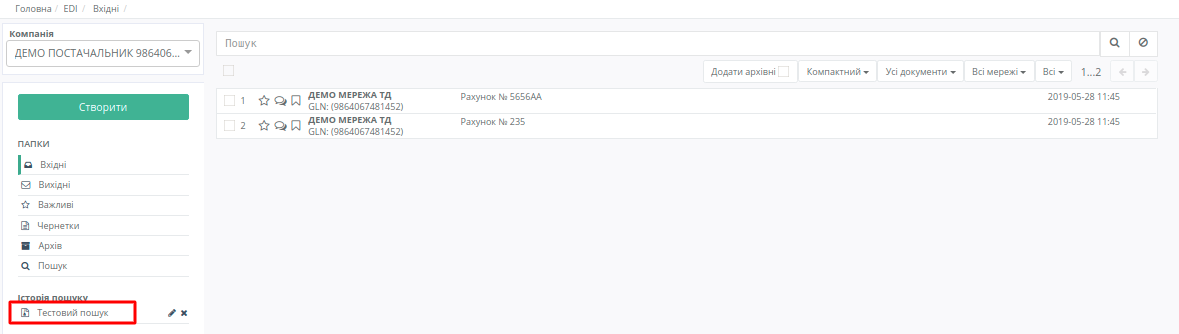 Головна / EDI / Вхідні /
Компанія
ДЕМО ПОСТАЧАЛЬНИК 986406...
Створити
ПАПКИ
Вхідні
Вихідні
Важливі
Чернетки
Архів
Пошук
Історія пошуку
Тестовий пошук
Пошук
Додати архівні Компактний Усі документи Всі мережі Всі 1...2
1 ДЕМО МЕРЕЖА ТД Рахунок № 5656AA 2019-05-28 11:45
GLN: (9864067481452)
2 ДЕМО МЕРЕЖА ТД Рахунок № 235 2019-05-28 11:45
GLN: (9864067481452)